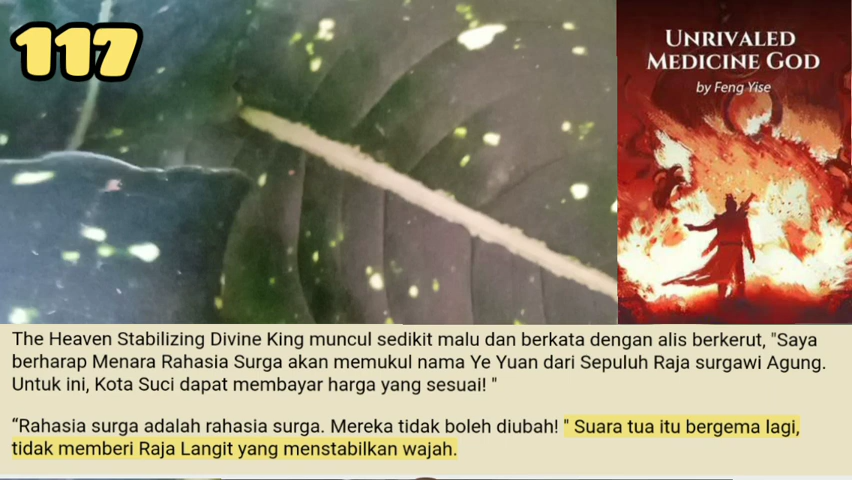 117
UNRIVALED
MEDICINE GOD
by Feng Yise
The Heaven Stabilizing Divine King muncul sedikit malu dan berkata dengan alis berkerut, "Saya
berharap Menara Rahasia Surga akan memukul nama Ye Yuan dari Sepuluh Raja surgawi Agung.
Untuk ini, Kota Suci dapat membayar harga yang sesuai! "
“Rahasia surga adalah rahasia surga. Mereka tidak boleh diubah! " Suara tua itu bergema lagi,
tidak memberi Raja Langit yang menstabilkan wajah.